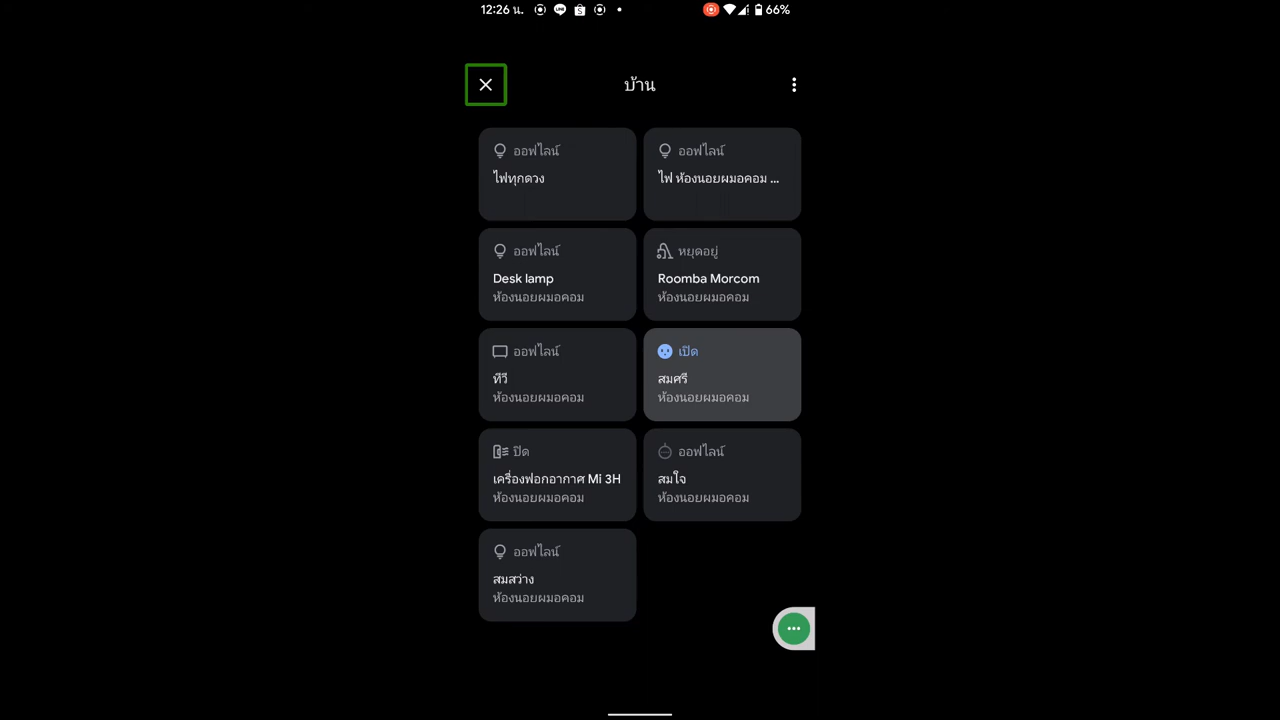 12:26 น.
66%
บ้าน
ออฟไลน์
ไฟทุกดวง
ออฟไลน์
ไฟ ห้องนอยผมอคอม ...
ออฟไลน์
Desk lamp
ห้องนอยผมอคอม
หยุดอยู่
Roomba Morcom
ห้องนอยผมอคอม
ออฟไลน์
ทีวี
ห้องนอยผมอคอม
เปิด
สมศรี
ห้องนอยผมอคอม
ปิด
เครื่องฟอกอากาศ Mi 3H
ห้องนอยผมอคอม
ออฟไลน์
สมใจ
ห้องนอยผมอคอม
ออฟไลน์
สมสว่าง
ห้องนอยผมอคอม